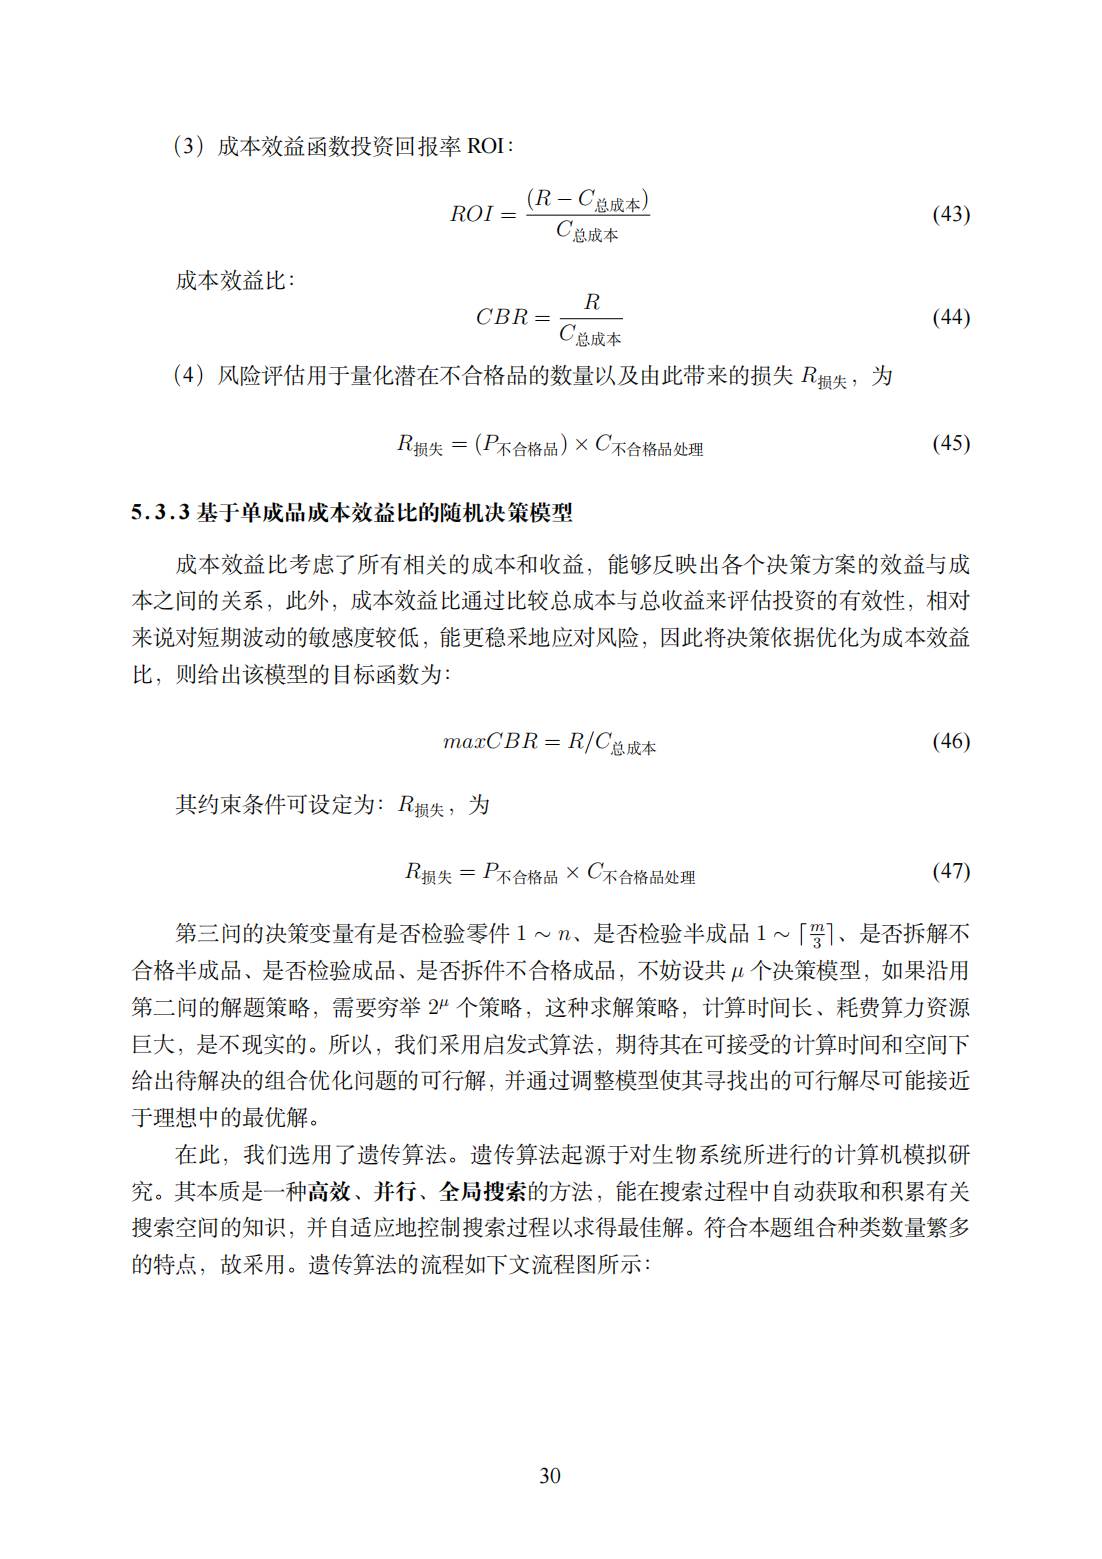 （3）成本效益函数投资回报率 ROI：
ROI = (R − C总成本) / C总成本 (43)
成本效益比：
CBR = R / C总成本 (44)
（4）风险评估用于量化潜在不合格品的数量以及由此带来的损失 R损失，为
R损失 = (P不合格品) × C不合格品处理 (45)
5.3.3 基于单成品成本效益比的随机决策模型
成本效益比考虑了所有相关的成本和收益，能够反映出各个决策方案的效益与成
本之间的关系，此外，成本效益比通过比较总成本与总收益来评估投资的有效性，相对
来说对短期波动的敏感度较低，能更稳采地应对风险，因此将决策依据优化为成本效益
比，则给出该模型的目标函数为：
maxCBR = R/C总成本 (46)
其约束条件可设定为：R损失，为
R损失 = P不合格品 × C不合格品处理 (47)
第三问的决策变量有是否检验零件 1 ∼ n、是否检验半成品 1 ∼ ⌈m/3⌉、是否拆解不
合格半成品、是否检验成品、是否拆件不合格成品，不妨设共 μ 个决策模型，如果沿用
第二问的解题策略，需要穷举 2^μ 个策略，这种求解策略，计算时间长、耗费算力资源
巨大，是不现实的。所以，我们采用启发式算法，期待其在可接受的计算时间和空间下
给出待解决的组合优化问题的可行解，并通过调整模型使其寻找出的可行解尽可能接近
于理想中的最优解。
在此，我们选用了遗传算法。遗传算法起源于对生物系统所进行的计算机模拟研
究。其本质是一种高效、并行、全局搜索的方法，能在搜索过程中自动获取和积累有关
搜索空间的知识，并自适应地控制搜索过程以求得最佳解。符合本题组合种类数量繁多
的特点，故采用。遗传算法的流程如下文流程图所示：
30